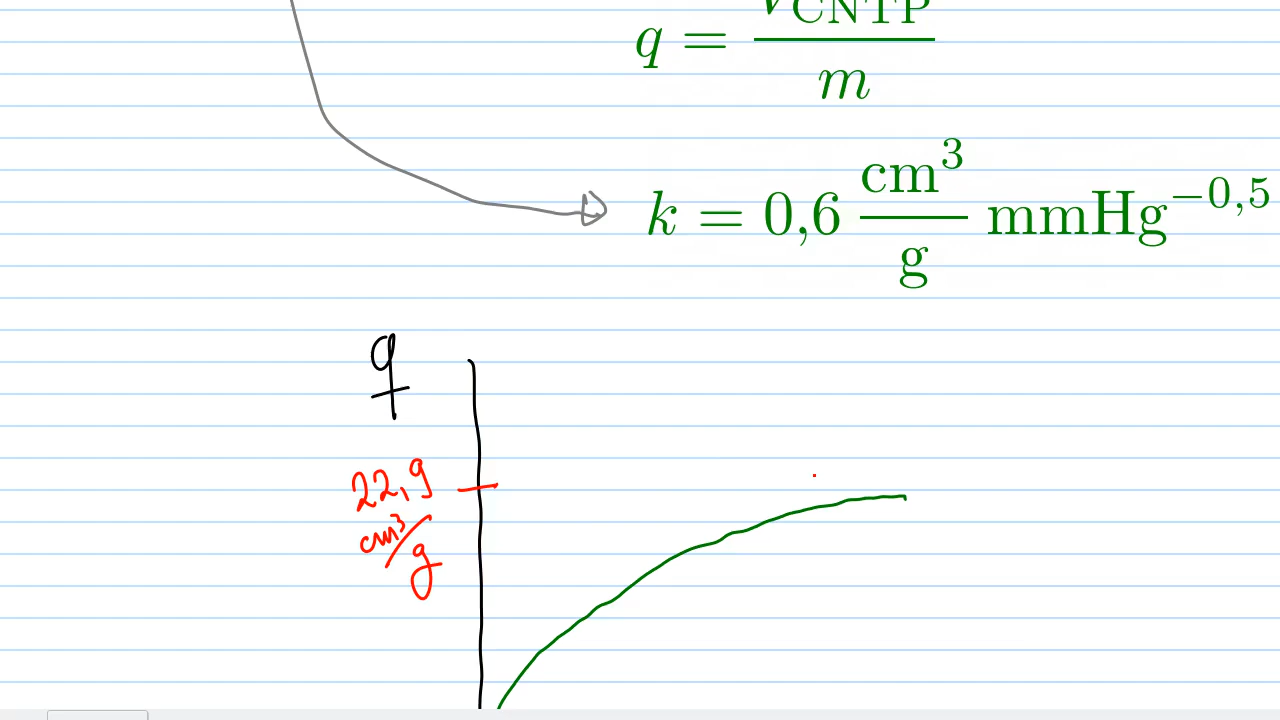 q = V_CNTP / m
k = 0,6 cm³/g mmHg^−0,5
q
22,9
cm³/g